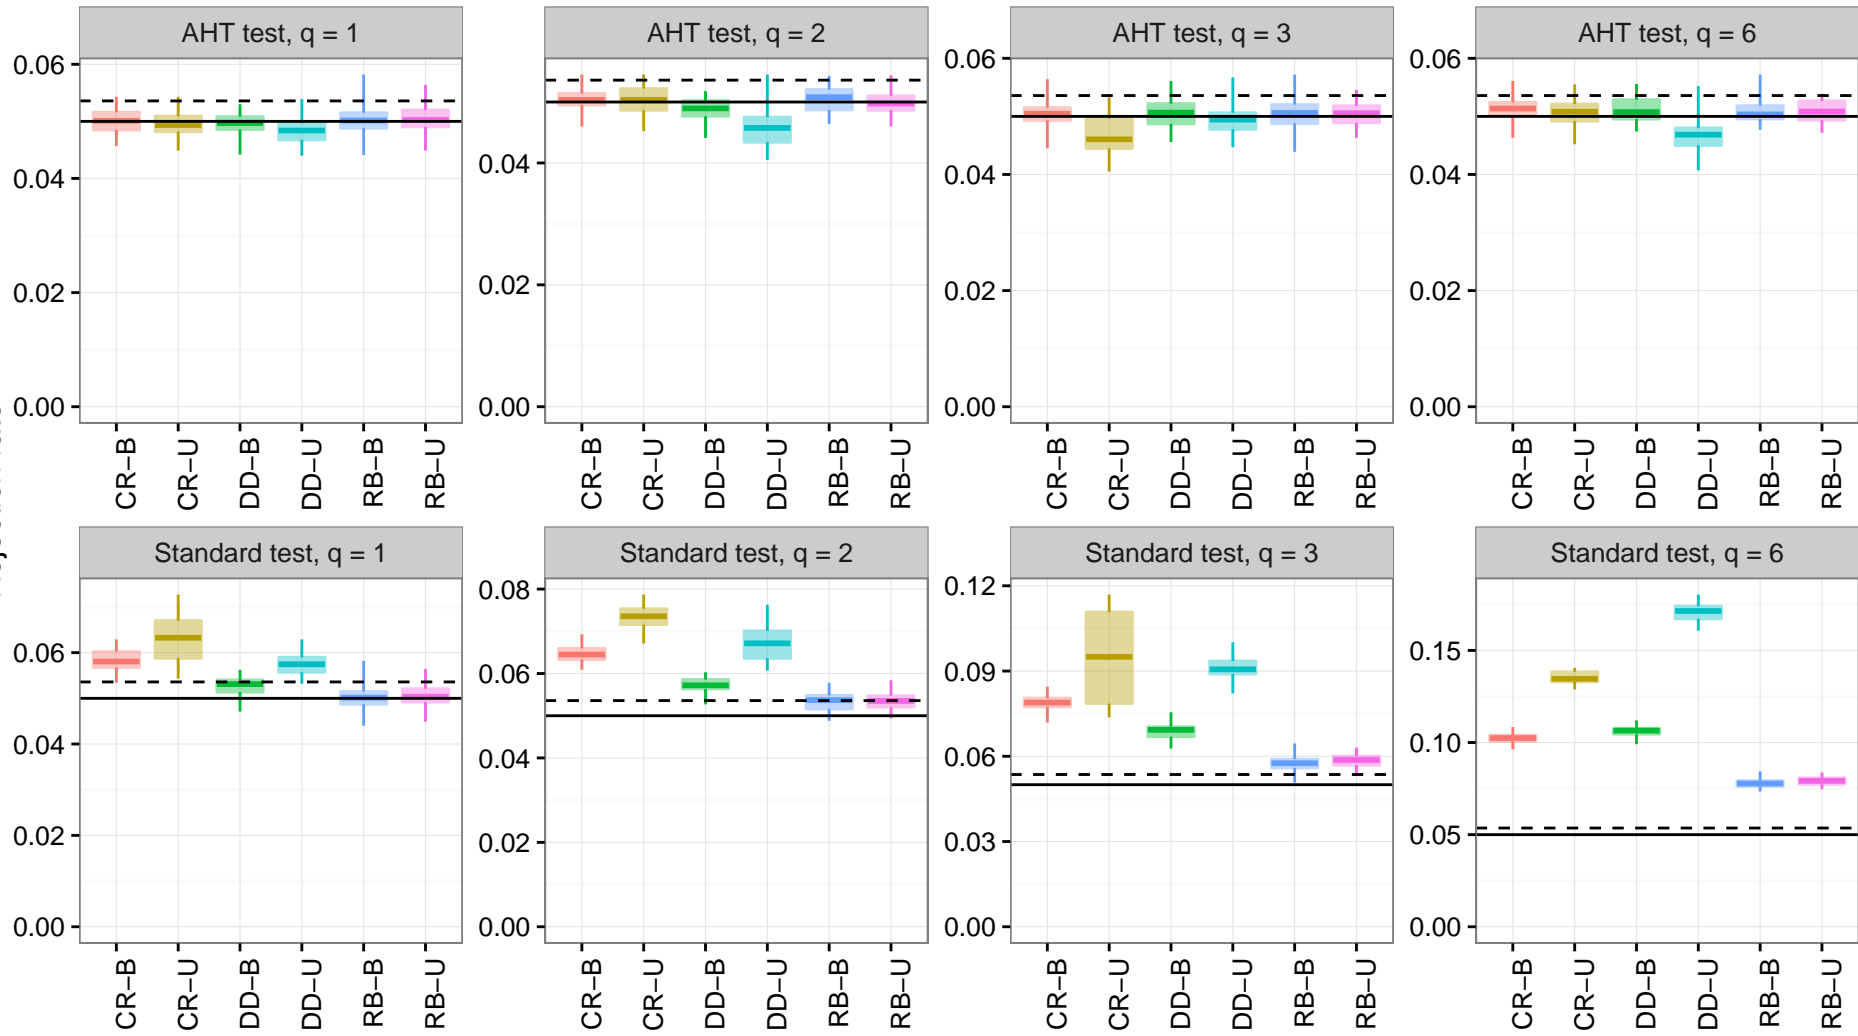 AHT test, q = 1
AHT test, q = 2
AHT test, q = 3
AHT test, q = 6
0.06
0.04
0.02
0.00
0.04
0.02
0.00
0.06
0.04
0.02
0.00
0.06
0.04
0.02
0.00
CR−B
CR−U
DD−B
DD−U
RB−B
RB−U
CR−B
CR−U
DD−B
DD−U
RB−B
RB−U
CR−B
CR−U
DD−B
DD−U
RB−B
RB−U
CR−B
CR−U
DD−B
DD−U
RB−B
RB−U
Standard test, q = 1
Standard test, q = 2
Standard test, q = 3
Standard test, q = 6
0.06
0.04
0.02
0.00
0.08
0.06
0.04
0.02
0.00
0.12
0.09
0.06
0.03
0.00
0.15
0.10
0.05
0.00
CR−B
CR−U
DD−B
DD−U
RB−B
RB−U
CR−B
CR−U
DD−B
DD−U
RB−B
RB−U
CR−B
CR−U
DD−B
DD−U
RB−B
RB−U
CR−B
CR−U
DD−B
DD−U
RB−B
RB−U